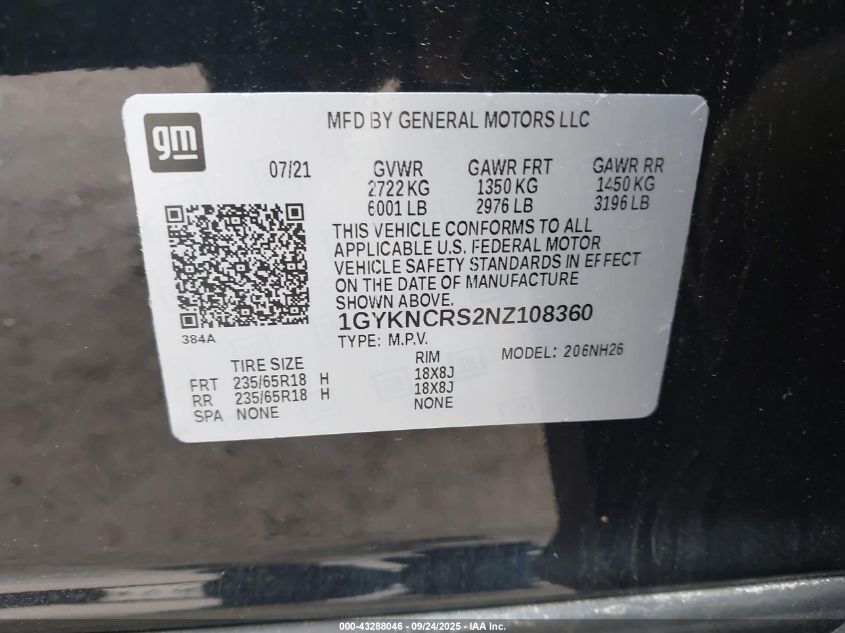 gm
MFD BY GENERAL MOTORS LLC
07/21 GVWR GAWR FRT GAWR RR
2722 KG 1350 KG 1450 KG
6001 LB 2976 LB 3196 LB
THIS VEHICLE CONFORMS TO ALL
APPLICABLE U.S. FEDERAL MOTOR
VEHICLE SAFETY STANDARDS IN EFFECT
ON THE DATE OF MANUFACTURE
SHOWN ABOVE.
384A
1GYKNCRS2NZ108360
TYPE: M.P.V. MODEL: 206NH26
TIRE SIZE RIM
FRT 235/65R18 H 18X8J
RR 235/65R18 H 18X8J
SPA NONE NONE
000-43288046 - 09/24/2025 - IAA Inc.